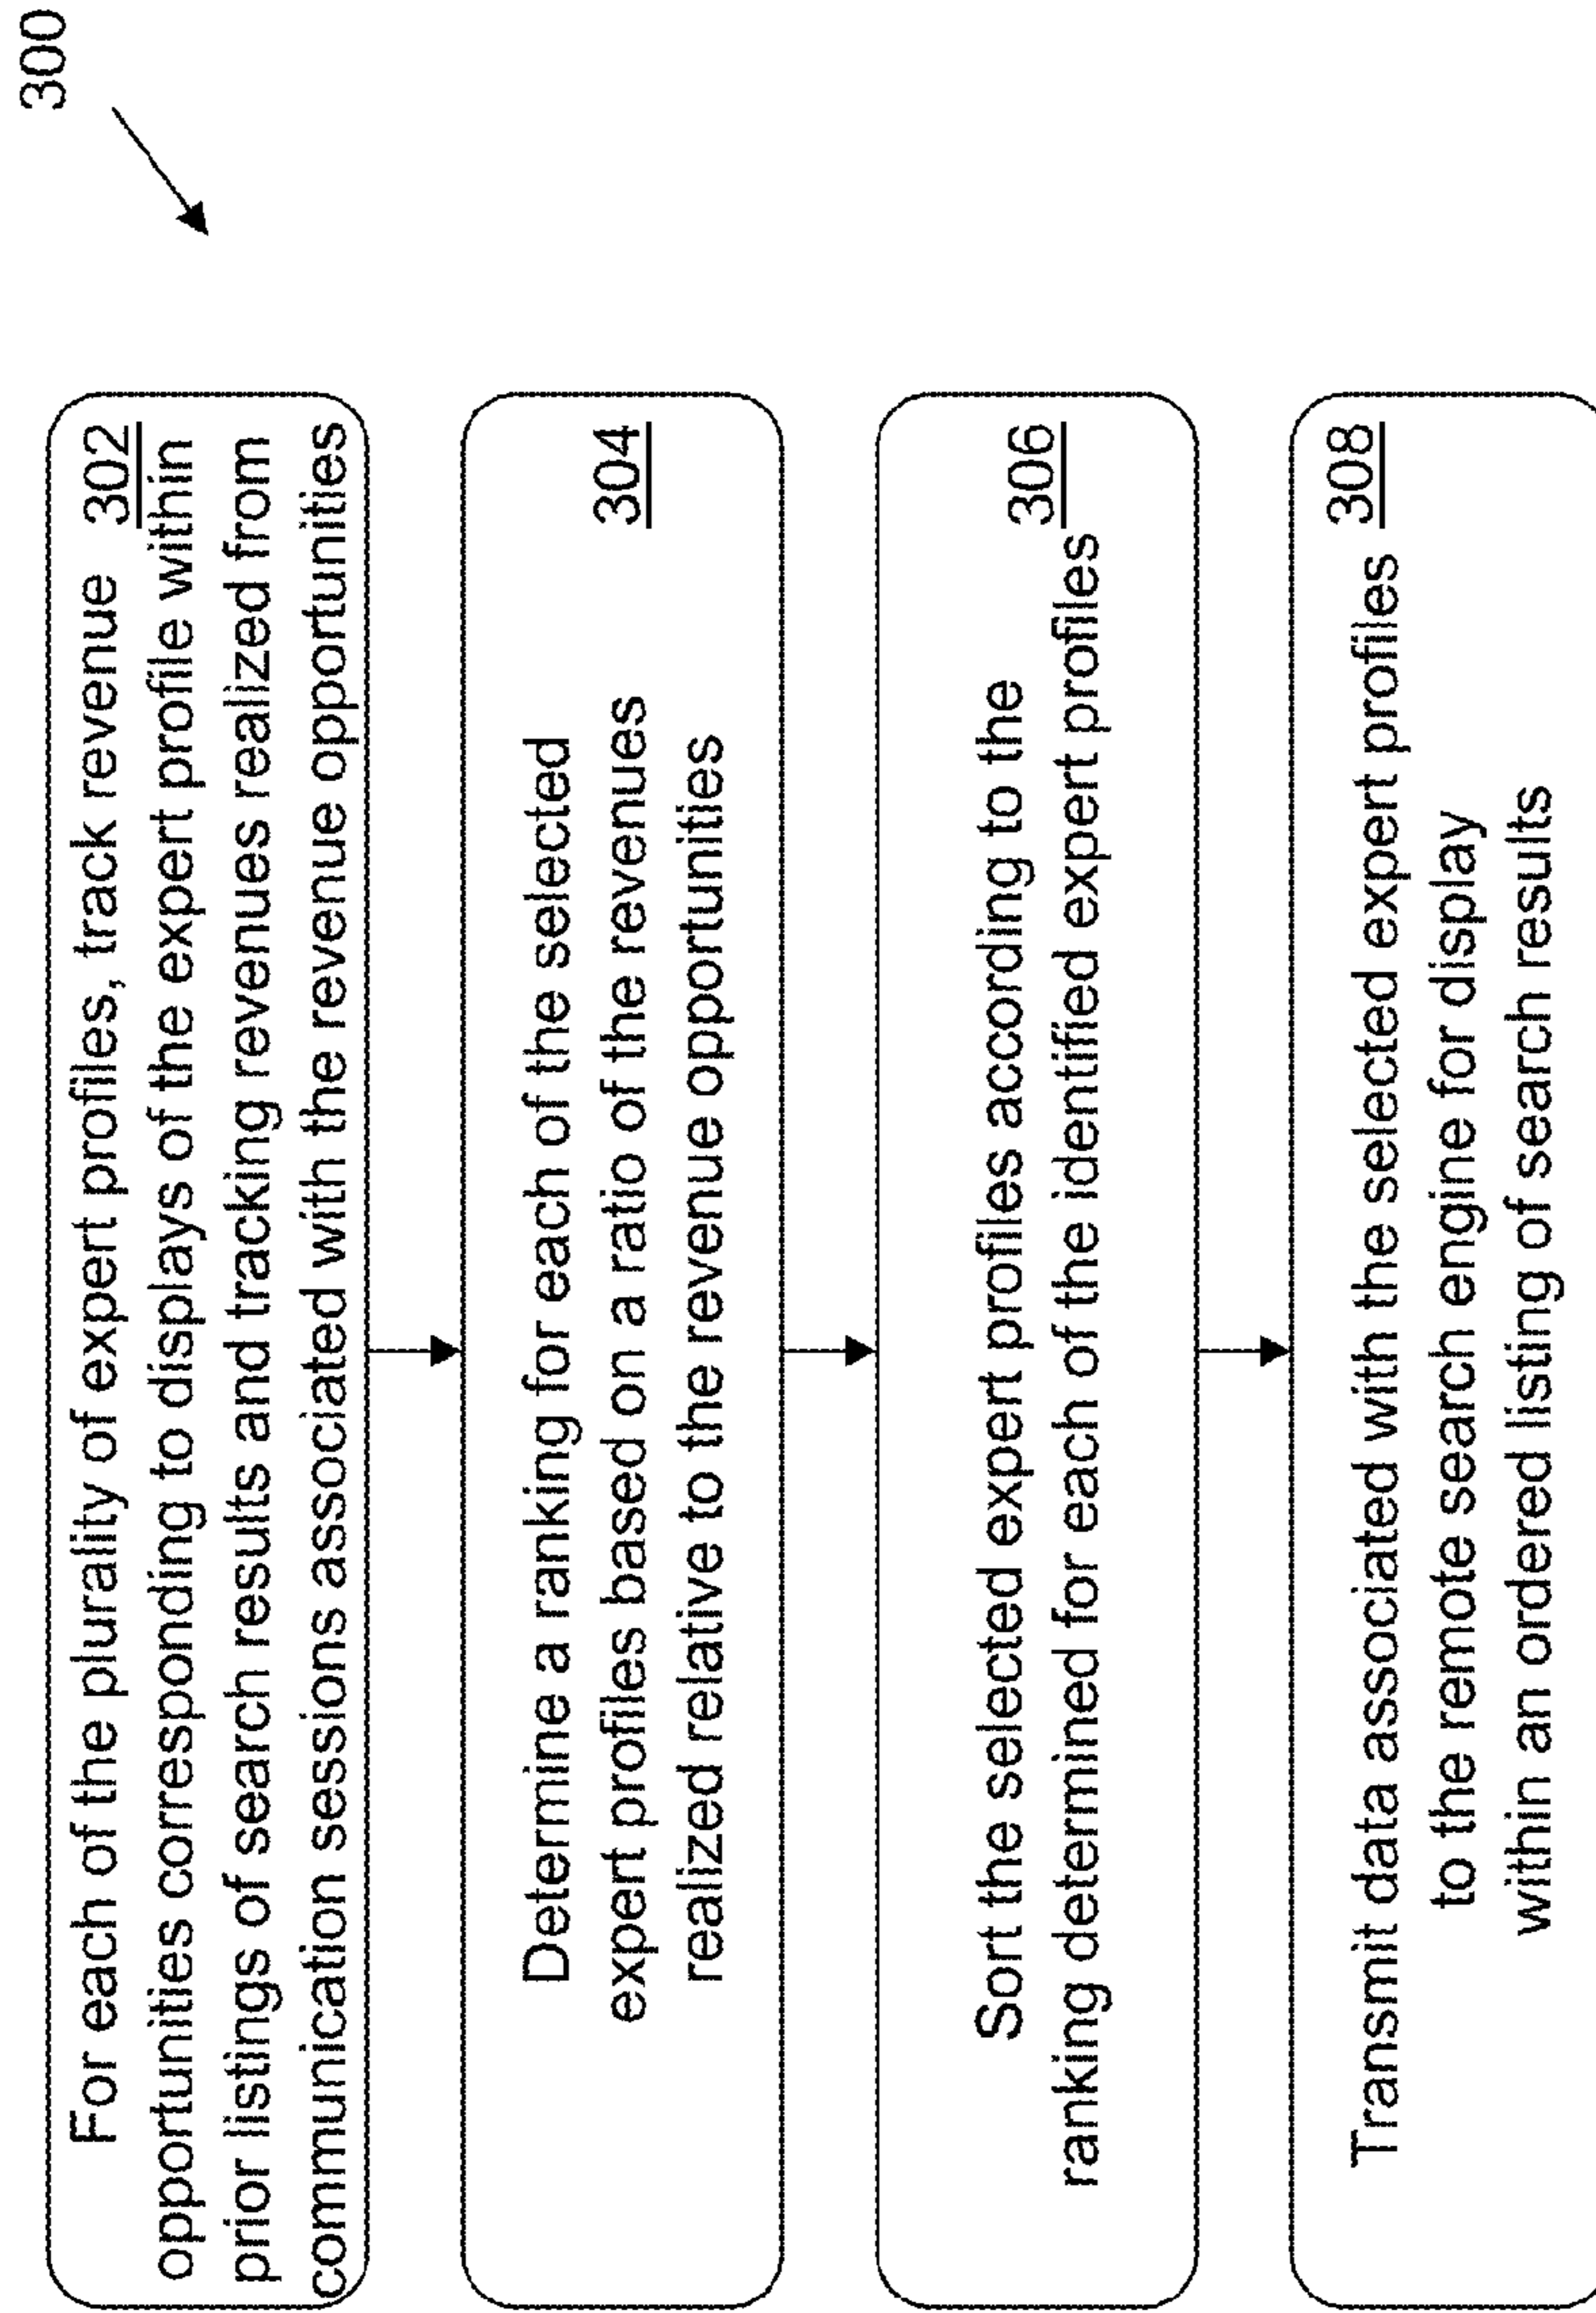 300
For each of the plurality of expert profiles, track revenue 302
opportunities corresponding to displays of the expert profile within
prior listings of search results and tracking revenues realized from
communication sessions associated with the revenue opportunities
304
Determine a ranking for each of the selected
expert profiles based on a ratio of the revenues
realized relative to the revenue opportunities
306
Sort the selected expert profiles according to the
ranking determined for each of the identified expert profiles
308
Transmit data associated with the selected expert profiles
to the remote search engine for display
within an ordered listing of search results